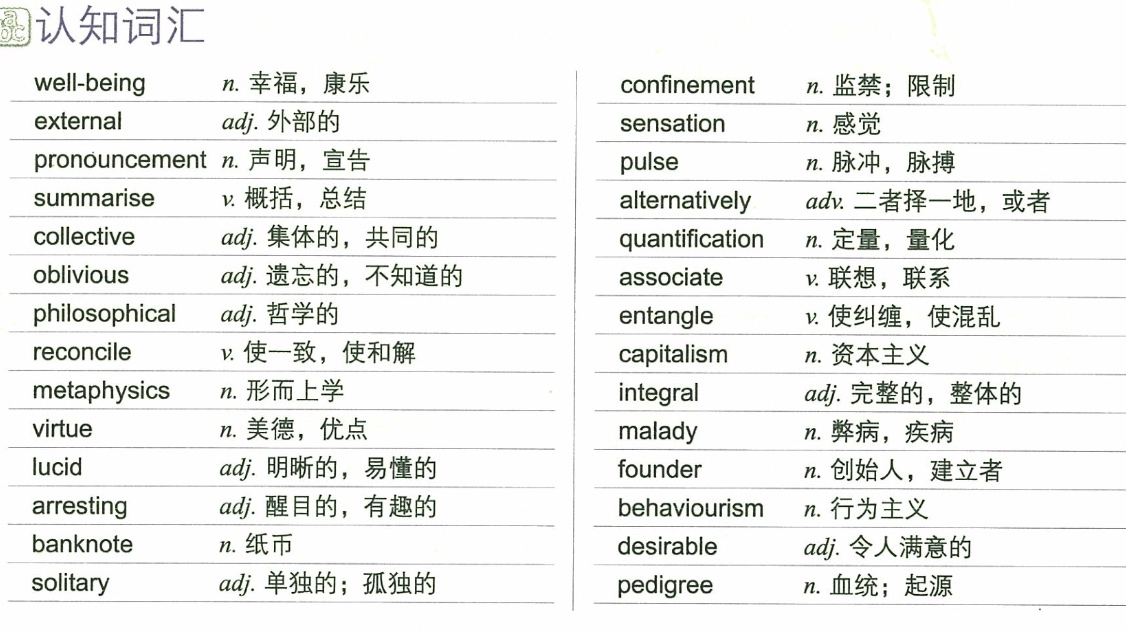 认知词汇
well-being n. 幸福，康乐
external adj. 外部的
pronouncement n. 声明，宣告
summarise v. 概括，总结
collective adj. 集体的，共同的
oblivious adj. 遗忘的，不知道的
philosophical adj. 哲学的
reconcile v. 使一致，使和解
metaphysics n. 形而上学
virtue n. 美德，优点
lucid adj. 明晰的，易懂的
arresting adj. 醒目的，有趣的
banknote n. 纸币
solitary adj. 单独的；孤独的
confinement n. 监禁；限制
sensation n. 感觉
pulse n. 脉冲，脉搏
alternatively adv. 二者择一地，或者
quantification n. 定量，量化
associate v. 联想，联系
entangle v. 使纠缠，使混乱
capitalism n. 资本主义
integral adj. 完整的，整体的
malady n. 弊病，疾病
founder n. 创始人，建立者
behaviourism n. 行为主义
desirable adj. 令人满意的
pedigree n. 血统；起源